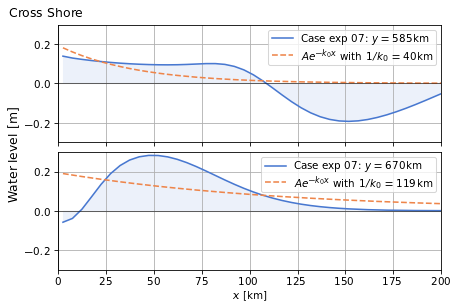 Cross Shore
Water level [m]
0.2
0.0
−0.2
Case exp 07: y = 585km
Ae^{−k₀x} with 1/k₀ = 40km
0.2
0.0
−0.2
Case exp 07: y = 670km
Ae^{−k₀x} with 1/k₀ = 119km
0 25 50 75 100 125 150 175 200
x [km]